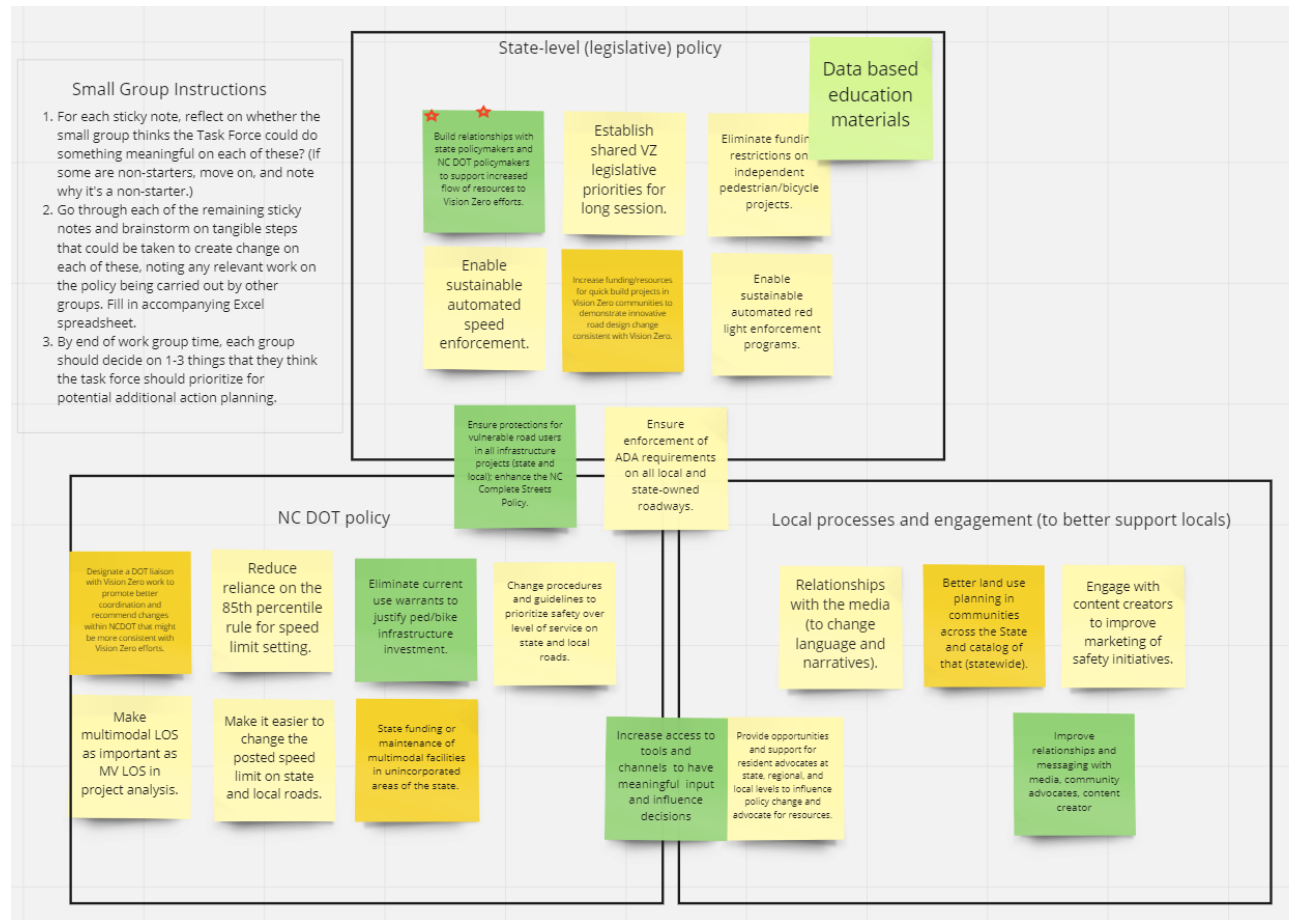 State-level (legislative) policy
Small Group Instructions
1. For each sticky note, reflect on whether the
small group thinks the Task Force could do
something meaningful on each of these? (If
some are non-starters, move on, and note
why it's a non-starter.)
2. Go through each of the remaining sticky
notes and brainstorm on tangible steps
that could be taken to create change on
each of these, noting any relevant work on
the policy being carried out by other
groups. Fill in accompanying Excel
spreadsheet.
3. By end of work group time, each group
should decide on 1-3 things that they think
the task force should prioritize for
potential additional action planning.
Build relationships with
state policymakers and
NC DOT policymakers
to support increased
flow of resources to
Vision Zero efforts.
Establish
shared VZ
legislative
priorities for
long session.
Eliminate fundin
restrictions on
independent
pedestrian/bicycle
projects.
Data based
education
materials
Enable
sustainable
automated
speed
enforcement.
Increase funding/resources
for quick build projects in
Vision Zero communities to
demonstrate innovative
road design change
consistent with Vision Zero.
Enable
sustainable
automated red
light enforcement
programs.
Ensure protections for
vulnerable road users
in all infrastructure
projects (state and
local); enhance the NC
Complete Streets
Policy.
Ensure
enforcement of
ADA requirements
on all local and
state-owned
roadways.
NC DOT policy
Designate a DOT liaison
with Vision Zero work to
promote better
coordination and
recommend changes
within NCDOT that might
be more consistent with
Vision Zero efforts.
Reduce
reliance on the
85th percentile
rule for speed
limit setting.
Eliminate current
use warrants to
justify ped/bike
infrastructure
investment.
Change procedures
and guidelines to
prioritize safety over
level of service on
state and local
roads.
Make
multimodal LOS
as important as
MV LOS in
project analysis.
Make it easier to
change the
posted speed
limit on state
and local roads.
State funding or
maintenance of
multimodal facilities
in unincorporated
areas of the state.
Local processes and engagement (to better support locals)
Relationships
with the media
(to change
language and
narratives).
Better land use
planning in
communities
across the State
and catalog of
that (statewide).
Engage with
content creators
to improve
marketing of
safety initiatives.
Increase access to
tools and
channels to have
meaningful input
and influence
decisions
Provide opportunities
and support for
resident advocates at
state, regional, and
local levels to influence
policy change and
advocate for resources.
Improve
relationships and
messaging with
media, community
advocates, content
creator